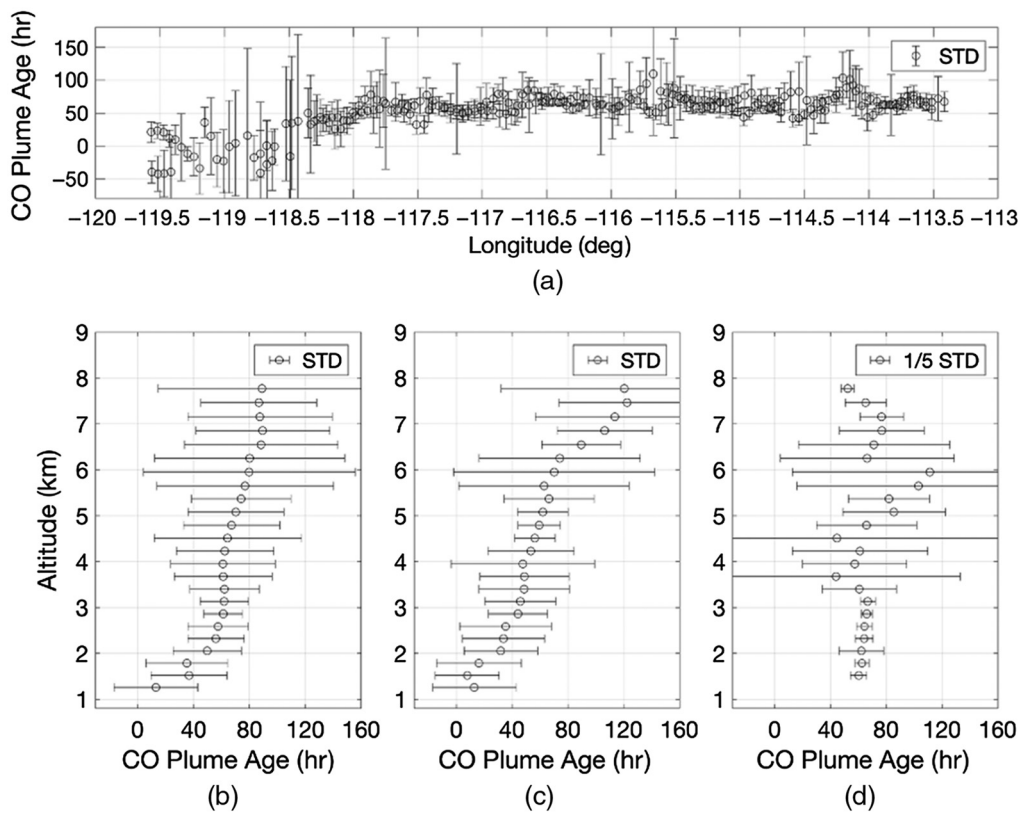 CO Plume Age (hr)
150
100
50
0
−50
STD
−120 −119.5 −119 −118.5 −118 −117.5 −117 −116.5 −116 −115.5 −115 −114.5 −114 −113.5 −113
Longitude (deg)
(a)
Altitude (km)
9
8
7
6
5
4
3
2
1
STD
0 40 80 120 160
CO Plume Age (hr)
(b)
9
8
7
6
5
4
3
2
1
STD
0 40 80 120 160
CO Plume Age (hr)
(c)
9
8
7
6
5
4
3
2
1
1/5 STD
0 40 80 120 160
CO Plume Age (hr)
(d)